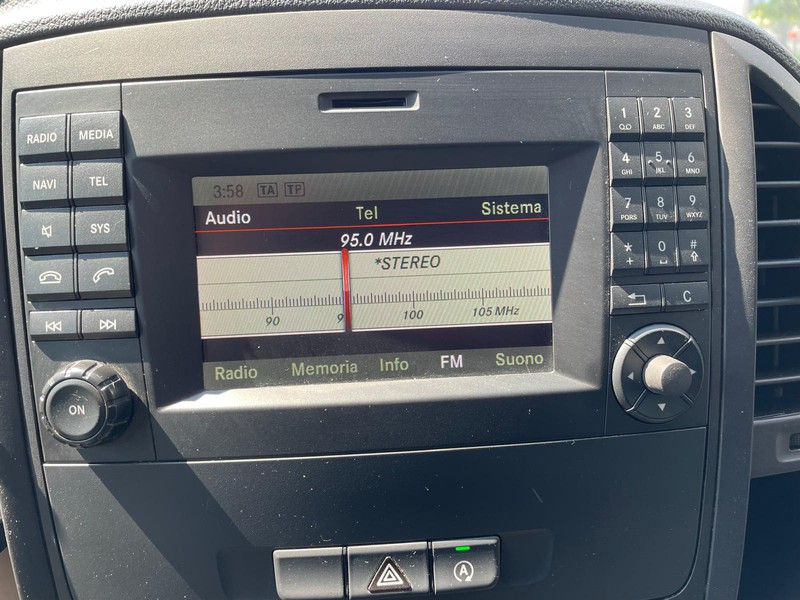 RADIO MEDIA
NAVI TEL
SYS
ON
3:58 TA TP
Audio Tel Sistema
95.0 MHz
*STEREO
90 9 100 105 MHz
Radio Memoria Info FM Suono
1 2 ABC 3 DEF
4 GHI 5 JKL 6 MNO
7 PQRS 8 TUV 9 WXYZ
* + 0 #
C
A